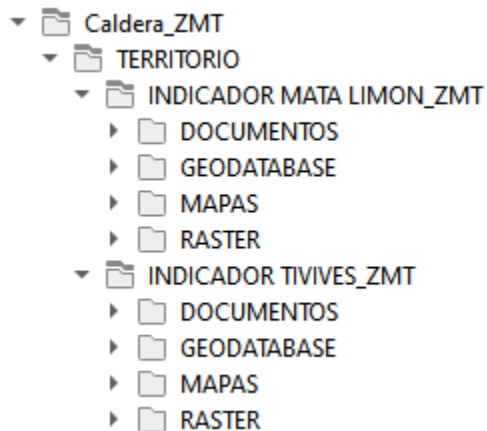 Caldera_ZMT
TERRITORIO
INDICADOR MATA LIMON_ZMT
DOCUMENTOS
GEODATABASE
MAPAS
RASTER
INDICADOR TIVIVES_ZMT
DOCUMENTOS
GEODATABASE
MAPAS
RASTER